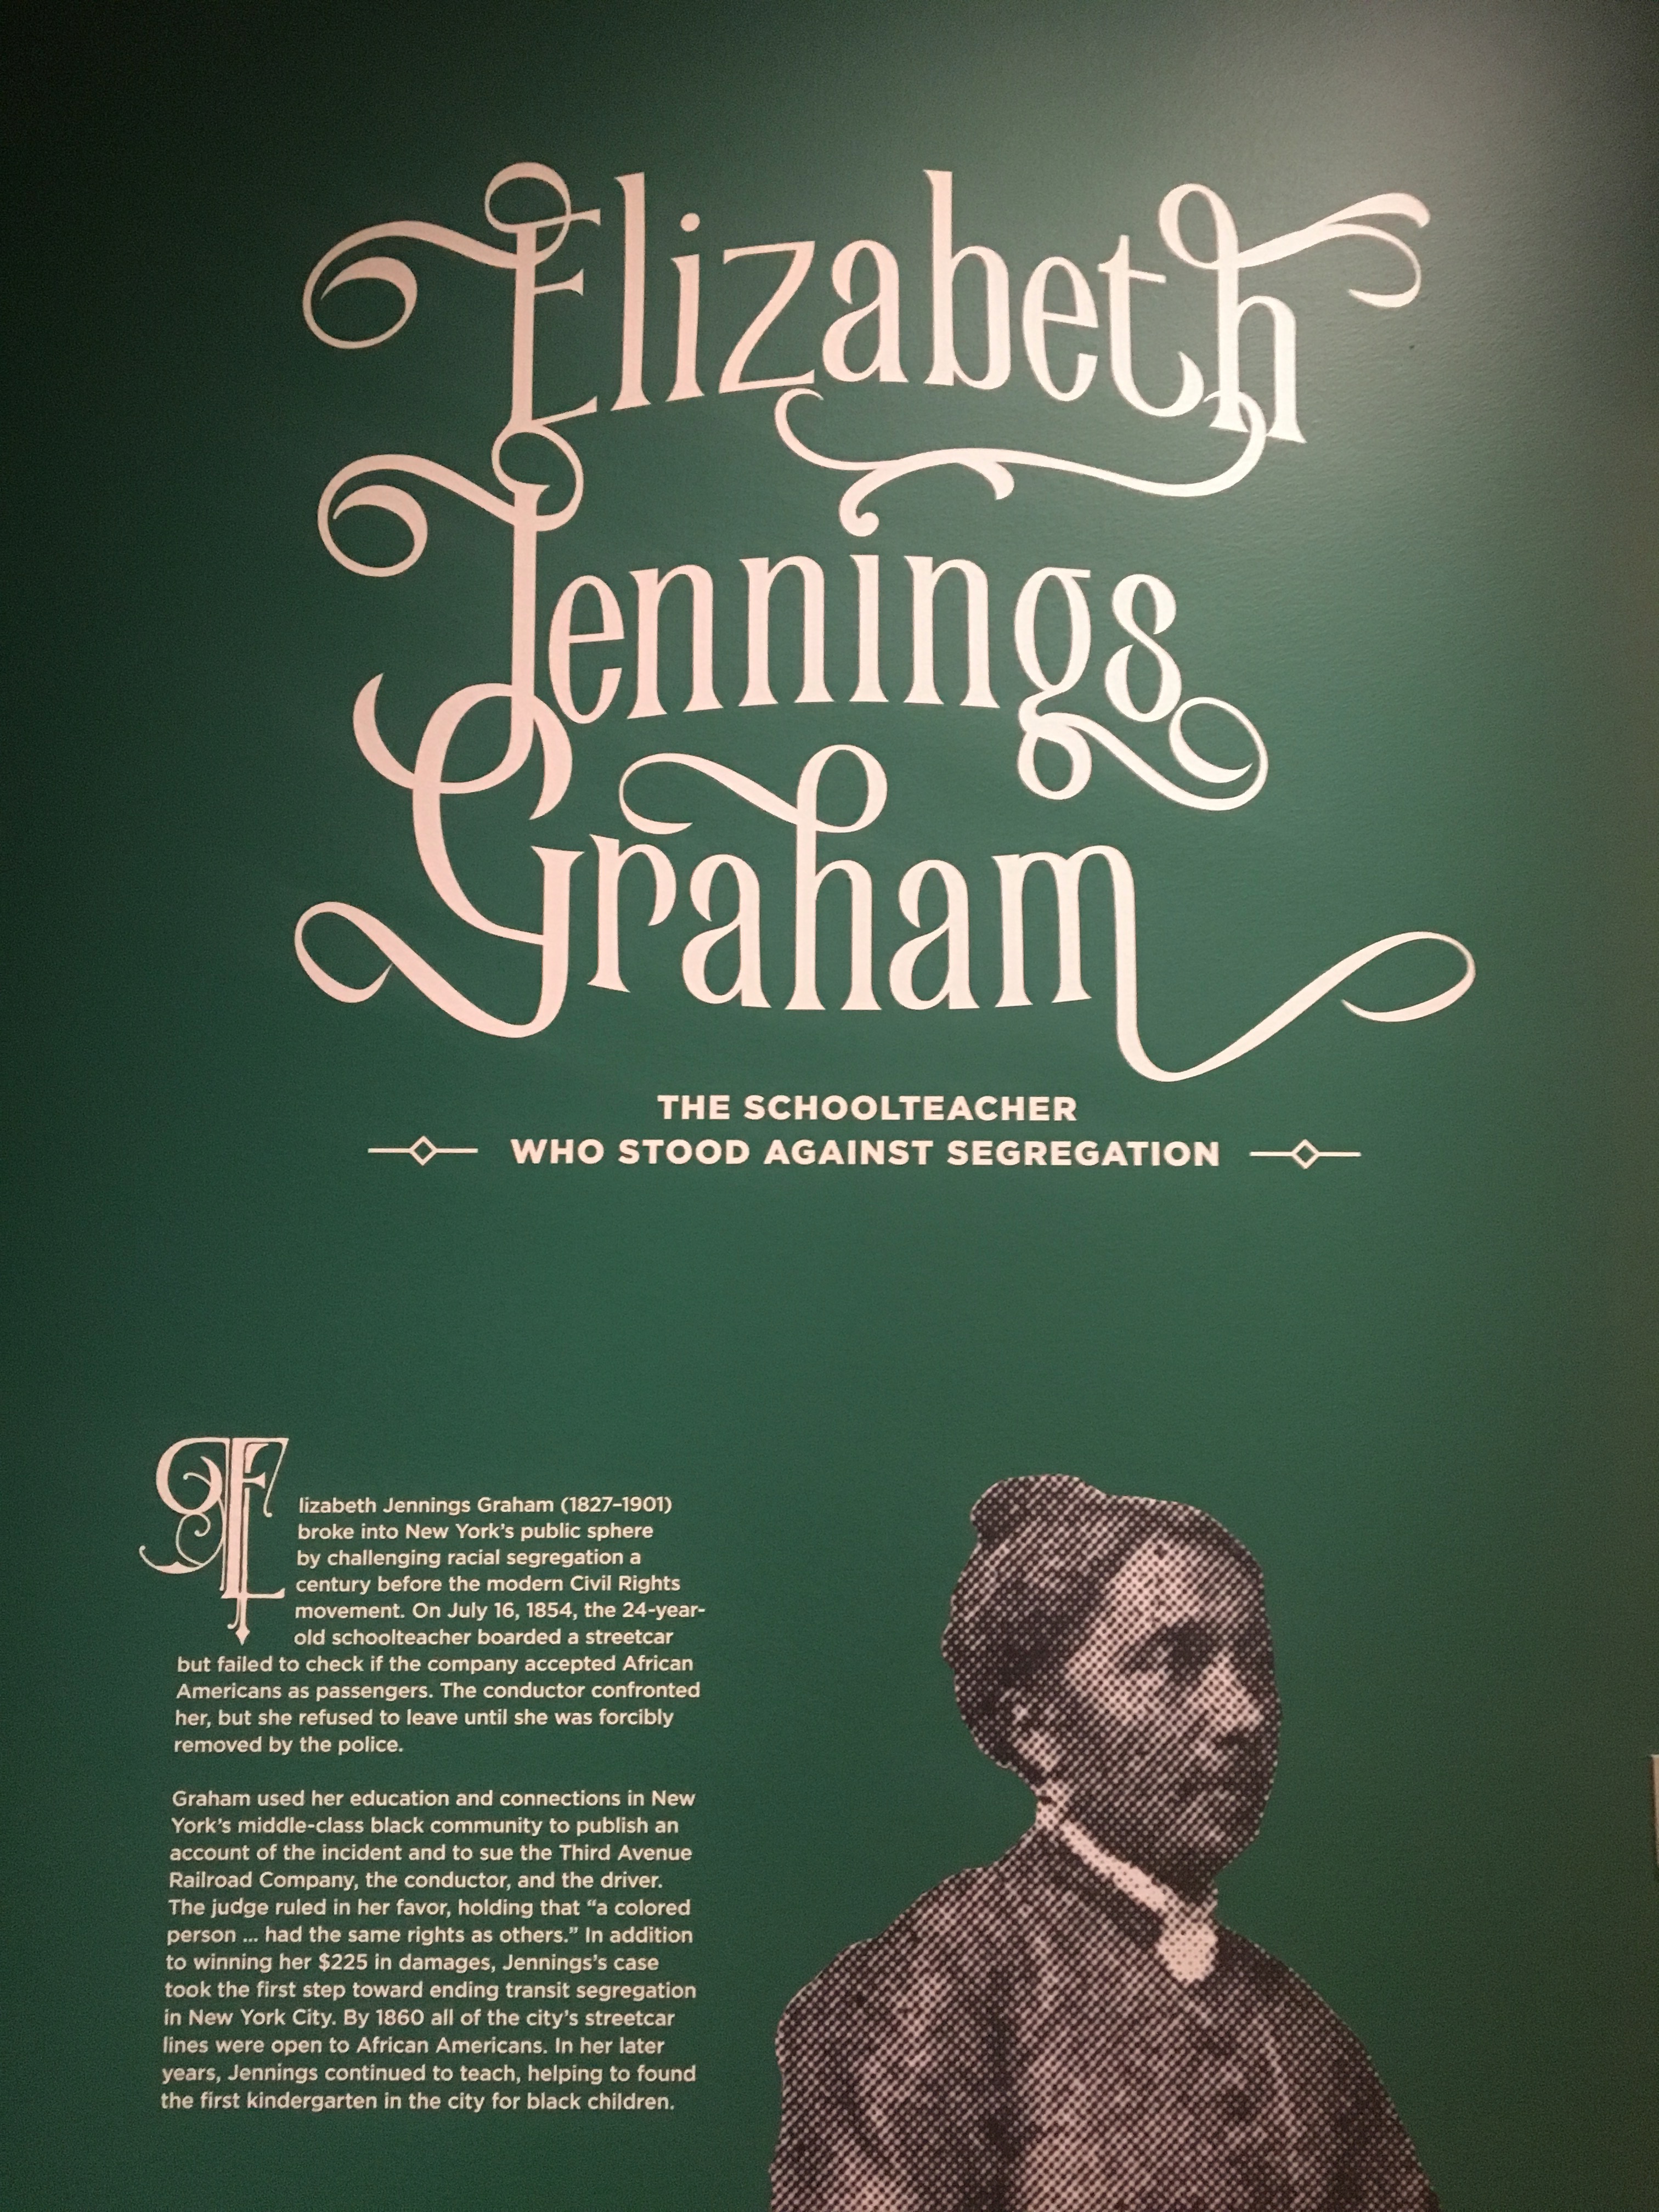 Elizabeth
Jennings
Graham
THE SCHOOLTEACHER
WHO STOOD AGAINST SEGREGATION
Elizabeth Jennings Graham (1827–1901)
broke into New York's public sphere
by challenging racial segregation a
century before the modern Civil Rights
movement. On July 16, 1854, the 24-year-
old schoolteacher boarded a streetcar
but failed to check if the company accepted African
Americans as passengers. The conductor confronted
her, but she refused to leave until she was forcibly
removed by the police.
Graham used her education and connections in New
York's middle-class black community to publish an
account of the incident and to sue the Third Avenue
Railroad Company, the conductor, and the driver.
The judge ruled in her favor, holding that “a colored
person ... had the same rights as others.” In addition
to winning her $225 in damages, Jennings's case
took the first step toward ending transit segregation
in New York City. By 1860 all of the city's streetcar
lines were open to African Americans. In her later
years, Jennings continued to teach, helping to found
the first kindergarten in the city for black children.